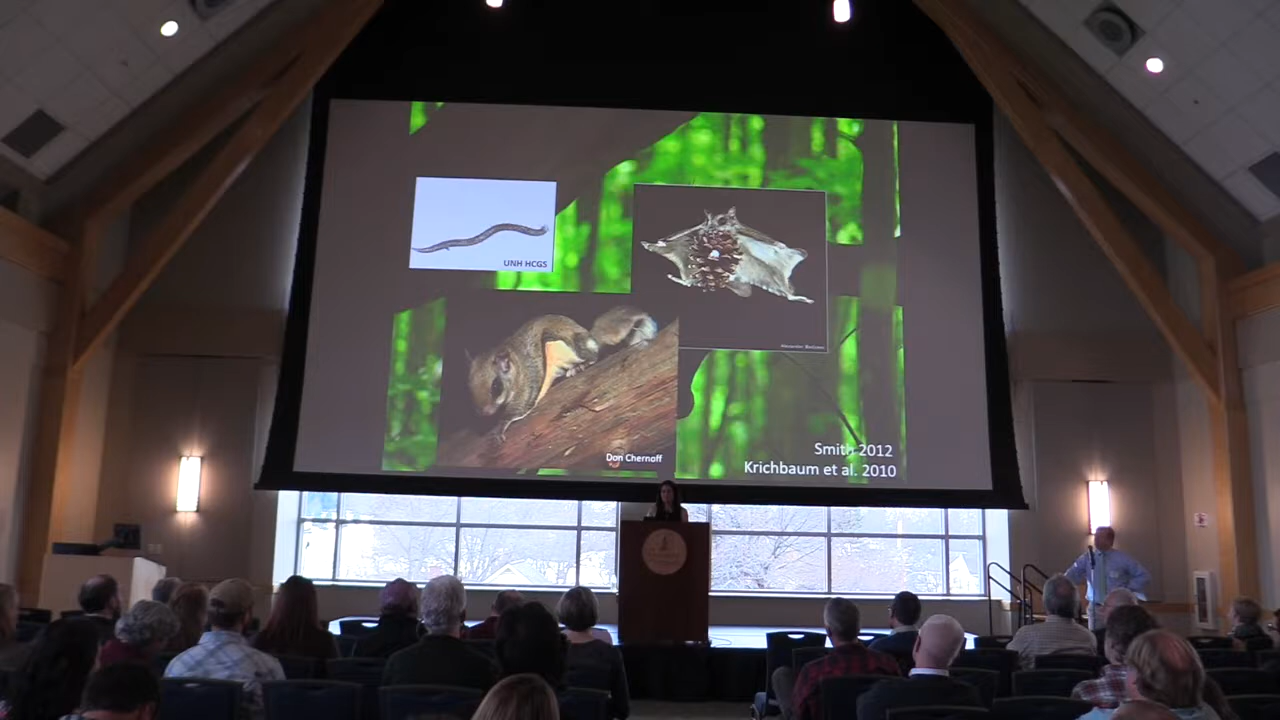 UNH HCGS
Don Chernoff
Smith 2012
Krichbaum et al. 2010